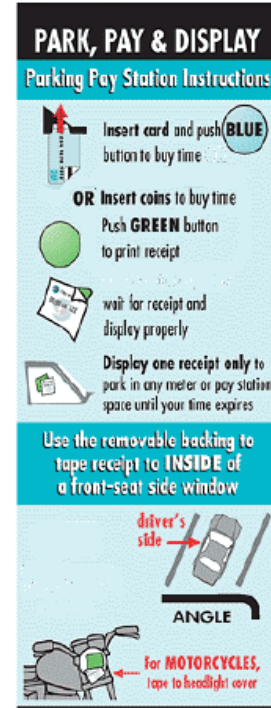 PARK, PAY & DISPLAY
Parking Pay Station Instructions
Insert card and push BLUE
button to buy time
OR Insert coins to buy time
Push GREEN button
to print receipt
wait for receipt and
display properly
Display one receipt only to
park in any meter or pay station
space until your time expires
Use the removable backing to
tape receipt to INSIDE of
a front-seat side window
driver's
side
ANGLE
For MOTORCYCLES,
tape to headlight cover